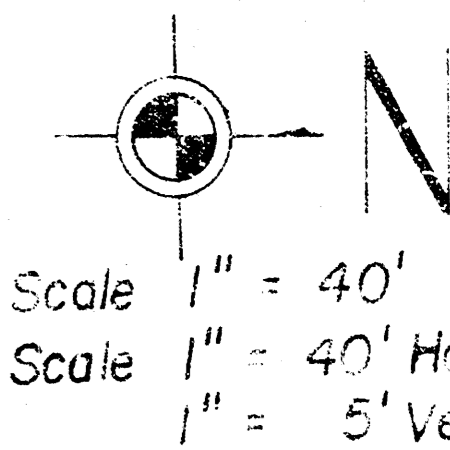 N
Scale 1" = 40'
Scale 1" = 40' Ho
1" = 5' Ve